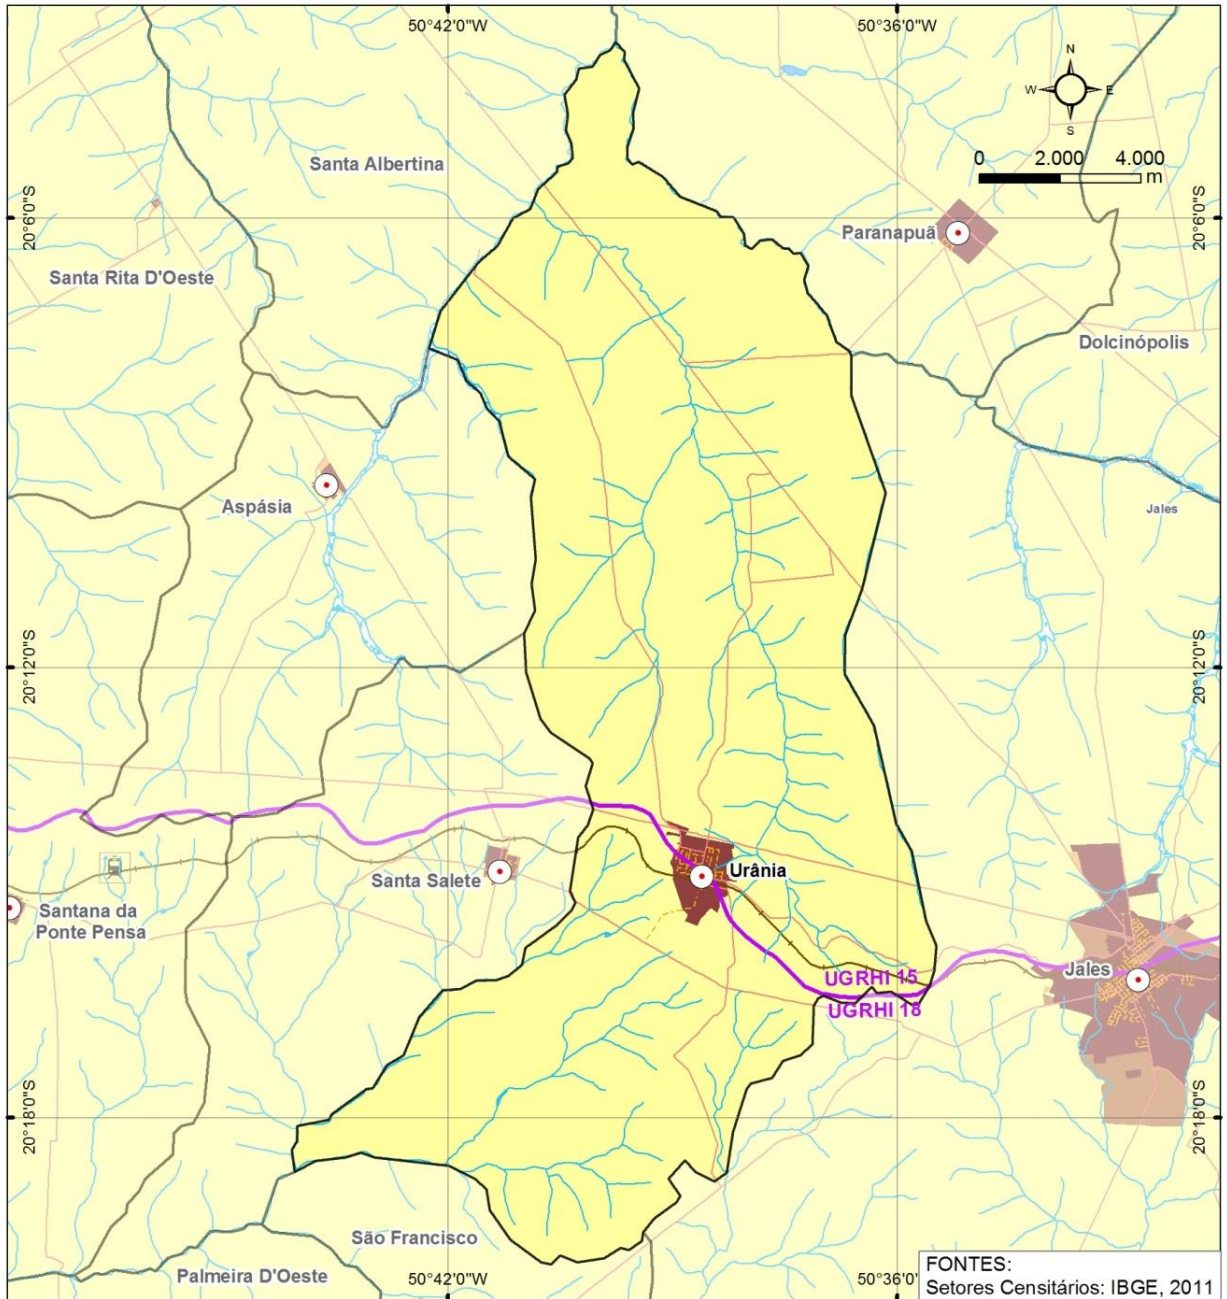 50°42'0"W
50°36'0"W
N
W
E
S
0 2.000 4.000
m
Santa Albertina
20°6'0"S
20°6'0"S
Paranapuã
Santa Rita D'Oeste
Dolcinópolis
Aspásia
Jales
20°12'0"S
20°12'0"S
Urânia
Santa Salete
Santana da
Ponte Pensa
Jales
UGRHI 15
UGRHI 18
20°18'0"S
20°18'0"S
São Francisco
Palmeira D'Oeste
50°42'0"W
50°36'0"
FONTES:
Setores Censitários: IBGE, 2011